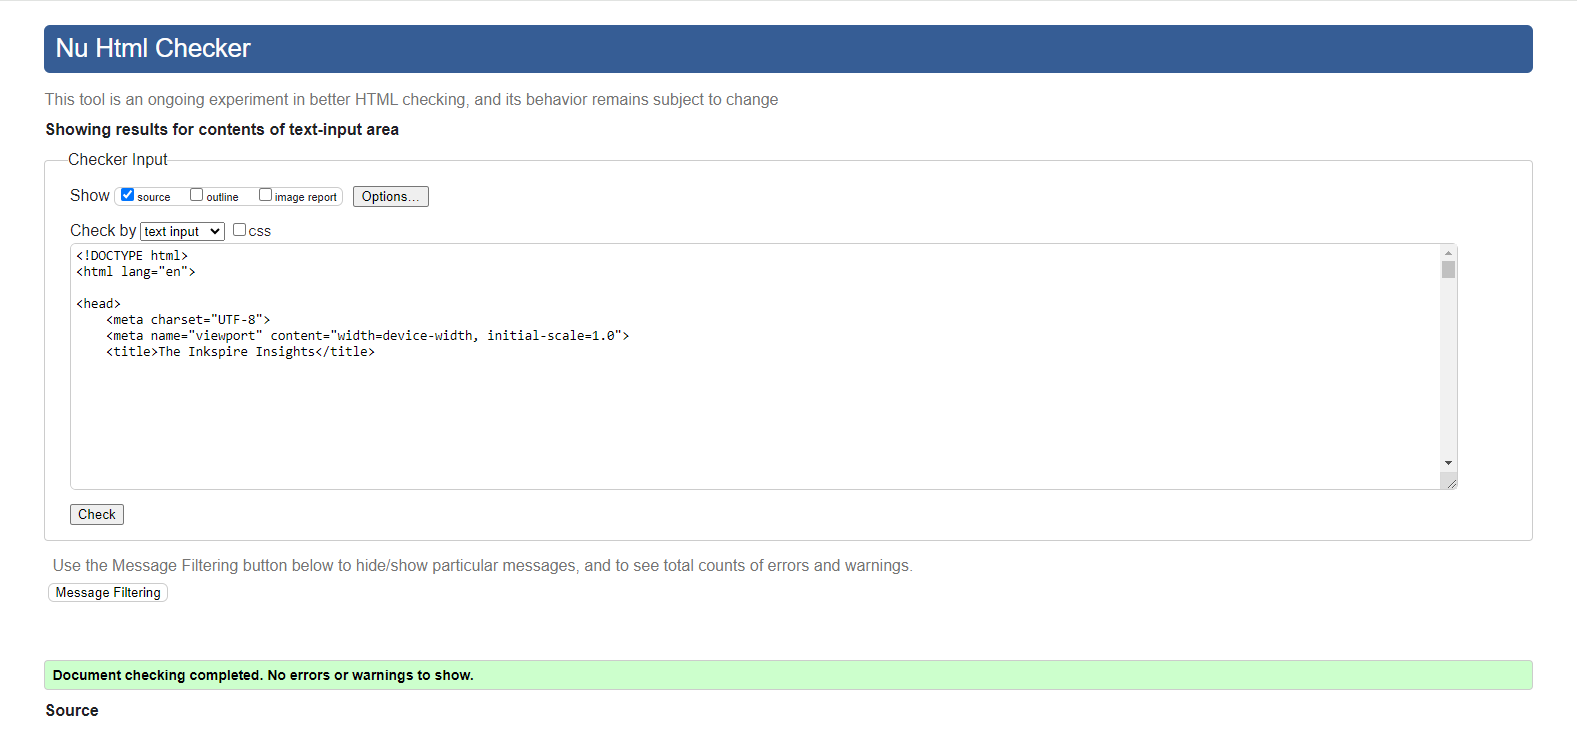 Nu Html Checker
This tool is an ongoing experiment in better HTML checking, and its behavior remains subject to change
Showing results for contents of text-input area
Checker Input
Show source outline image report Options...
Check by text input css
<!DOCTYPE html>
<html lang="en">
<head>
<meta charset="UTF-8">
<meta name="viewport" content="width=device-width, initial-scale=1.0">
<title>The Inkspire Insights</title>
Check
Use the Message Filtering button below to hide/show particular messages, and to see total counts of errors and warnings.
Message Filtering
Document checking completed. No errors or warnings to show.
Source